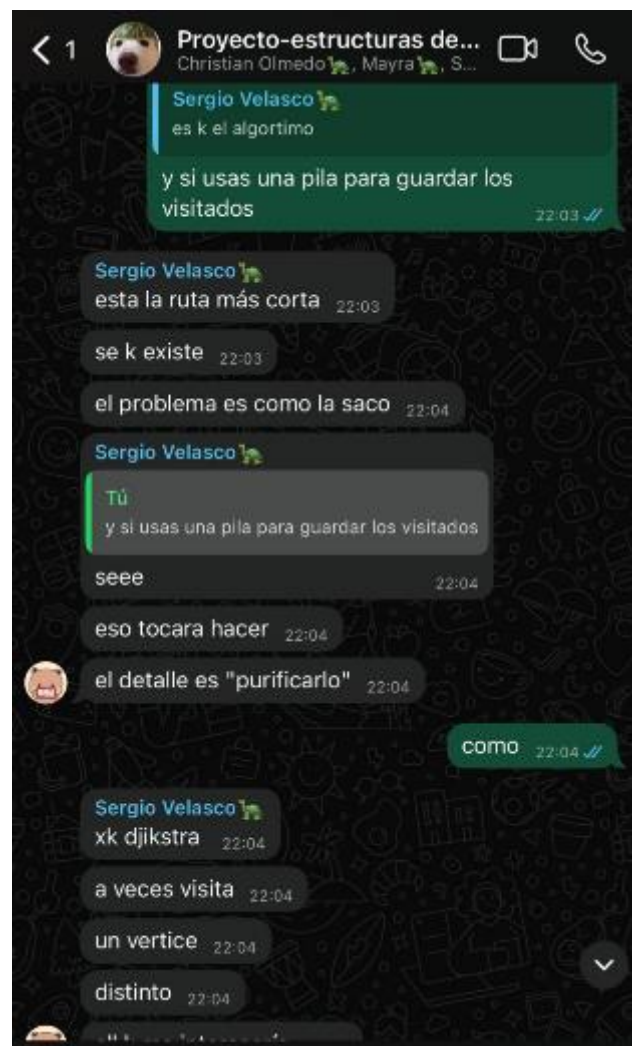 1
Proyecto-estructuras de...
Christian Olmedo🦕, Mayra🦕, S...
Sergio Velasco🦕
es k el algortimo
y si usas una pila para guardar los
visitados
22:03
Sergio Velasco🦕
esta la ruta más corta 22:03
se k existe 22:03
el problema es como la saco 22:04
Sergio Velasco🦕
Tú
y si usas una pila para guardar los visitados
seee 22:04
eso tocara hacer 22:04
el detalle es "purificarlo" 22:04
como 22:04
Sergio Velasco🦕
xk djikstra 22:04
a veces visita 22:04
un vertice 22:04
distinto 22:04